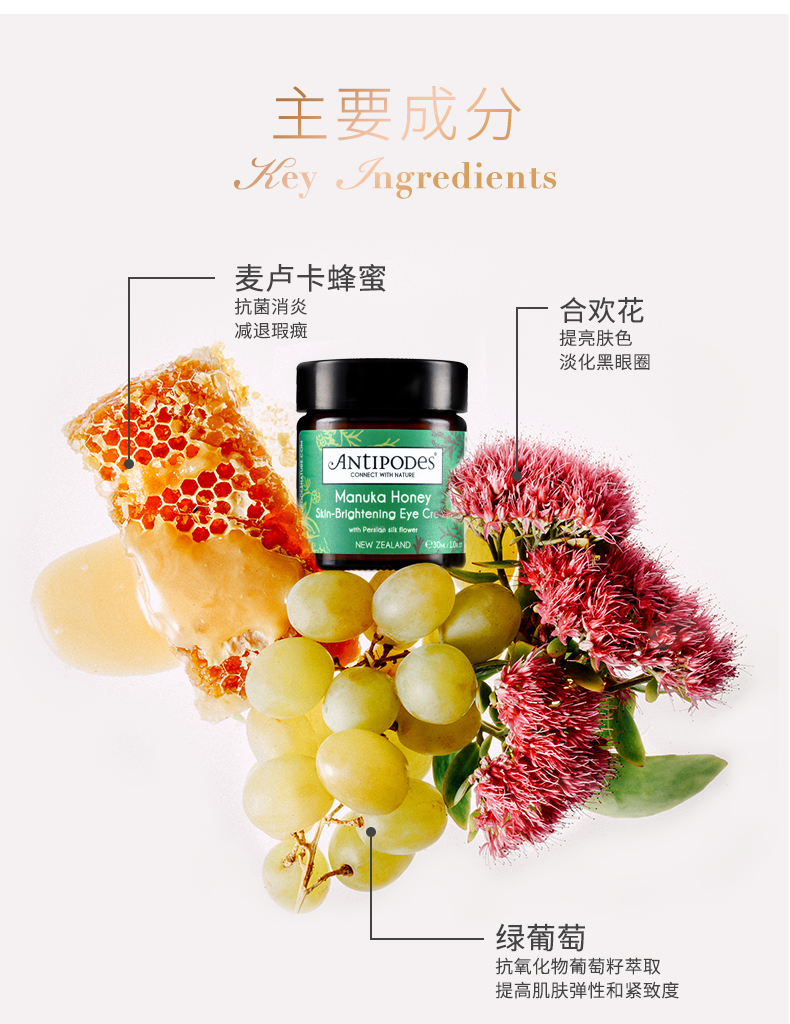 主要成分
Key Ingredients
麦卢卡蜂蜜
抗菌消炎
减退瑕癍
合欢花
提亮肤色
淡化黑眼圈
ANTIPODES®
CONNECT WITH NATURE
Manuka Honey
Skin-Brightening Eye
with Persian silk flower
NEW ZEALAND
绿葡萄
抗氧化物葡萄籽萃取
提高肌肤弹性和紧致度